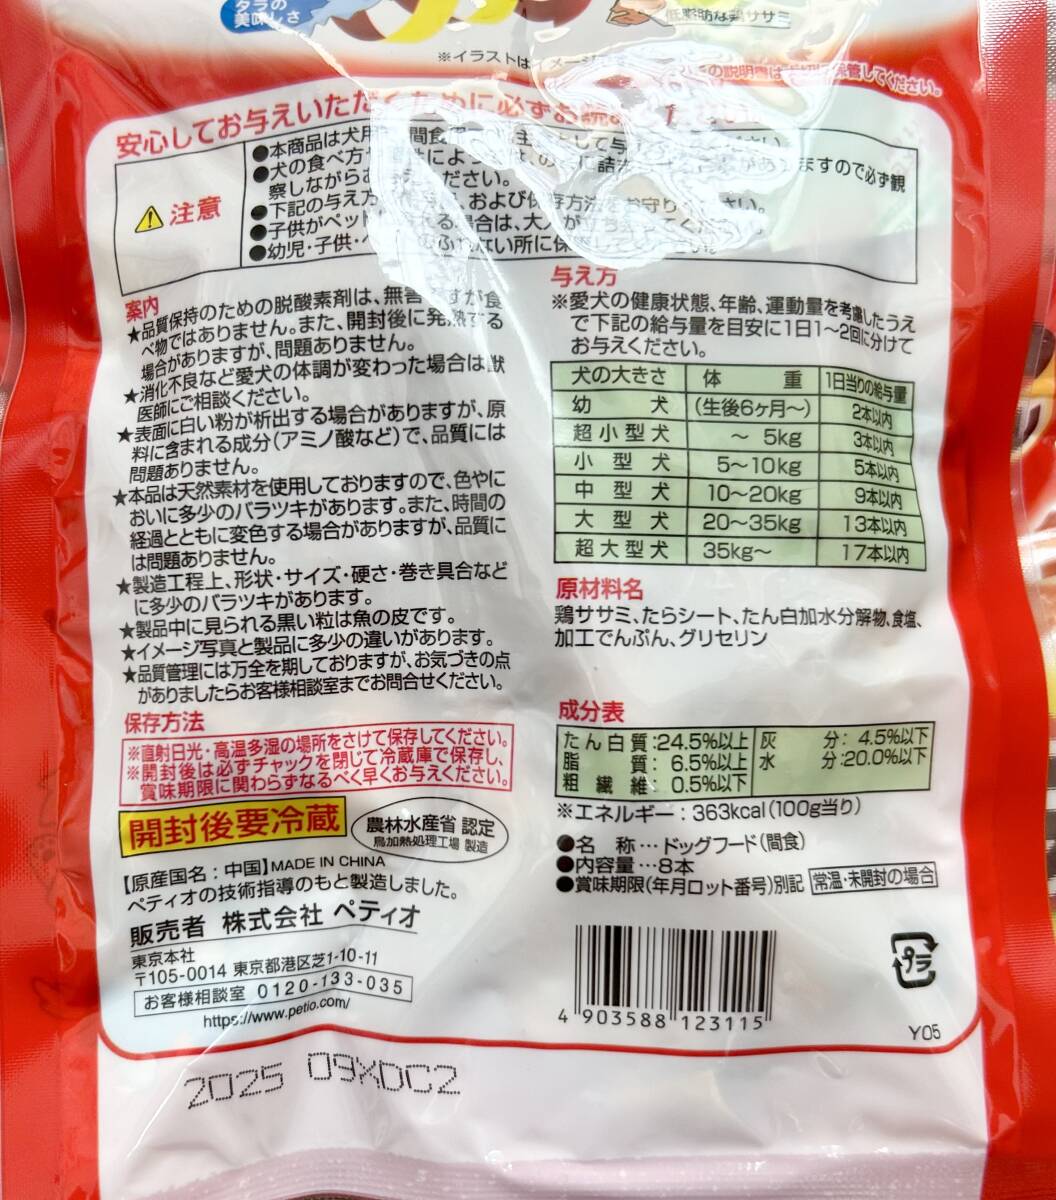 タラの
美味しさ
低脂肪な鶏ササミ
※イラストはイメージです
の説明書は
保管してください。
安心してお与えいただくために必ずお読み
注意
●本商品は犬用
間食
として与
ください
●犬の食べ方や
によっては、のどに詰
ありますので必ず観
察しながらお
ください。
●下記の与え方
、および保存方法をお守りください。
●子供がペット
る場合は、大人が立ち
●幼児・子供・
のふれない所に保
案内
★品質保持のための脱酸素剤は、無害ですが食
べ物ではありません。また、開封後に発熱する
場合がありますが、問題ありません。
★消化不良など愛犬の体調が変わった場合は獣
医師にご相談ください。
★表面に白い粉が析出する場合がありますが、原
料に含まれる成分(アミノ酸など)で、品質には
問題ありません。
★本品は天然素材を使用しておりますので、色やに
おいに多少のバラツキがあります。また、時間の
経過とともに変色する場合がありますが、品質に
は問題ありません。
★製造工程上、形状・サイズ・硬さ・巻き具合など
に多少のバラツキがあります。
★製品中に見られる黒い粒は魚の皮です。
★イメージ写真と製品に多少の違いがあります。
★品質管理には万全を期しておりますが、お気づきの点
がありましたらお客様相談室までお問合せください。
保存方法
※直射日光・高温多湿の場所をさけて保存してください。
※開封後は必ずチャックを閉じて冷蔵庫で保存し、
賞味期限に関わらずなるべく早くお与えください。
開封後要冷蔵
農林水産省 認定
鳥加熱処理工場 製造
【原産国名：中国】MADE IN CHINA
ペティオの技術指導のもと製造しました。
販売者 株式会社 ペティオ
東京本社
〒105-0014 東京都港区芝1-10-11
お客様相談室 0120-133-035
https://www.petio.com/
与え方
※愛犬の健康状態、年齢、運動量を考慮したうえ
で下記の給与量を目安に1日1～2回に分けて
お与えください。
犬の大きさ 体重 1日当りの給与量
幼犬 (生後6ヶ月～) 2本以内
超小型犬 ～5kg 3本以内
小型犬 5～10kg 5本以内
中型犬 10～20kg 9本以内
大型犬 20～35kg 13本以内
超大型犬 35kg～ 17本以内
原材料名
鶏ササミ、たらシート、たん白加水分解物、食塩、
加工でんぷん、グリセリン
成分表
たん白質：24.5%以上 灰分：4.5%以下
脂質：6.5%以上 水分：20.0%以下
粗繊維：0.5%以下
※エネルギー：363kcal(100g当り)
●名 称…ドッグフード(間食)
●内容量…8本
●賞味期限(年月ロット番号)別記 常温・未開封の場合
4 903588 123115
プラ
Y05
2025 09XDC2